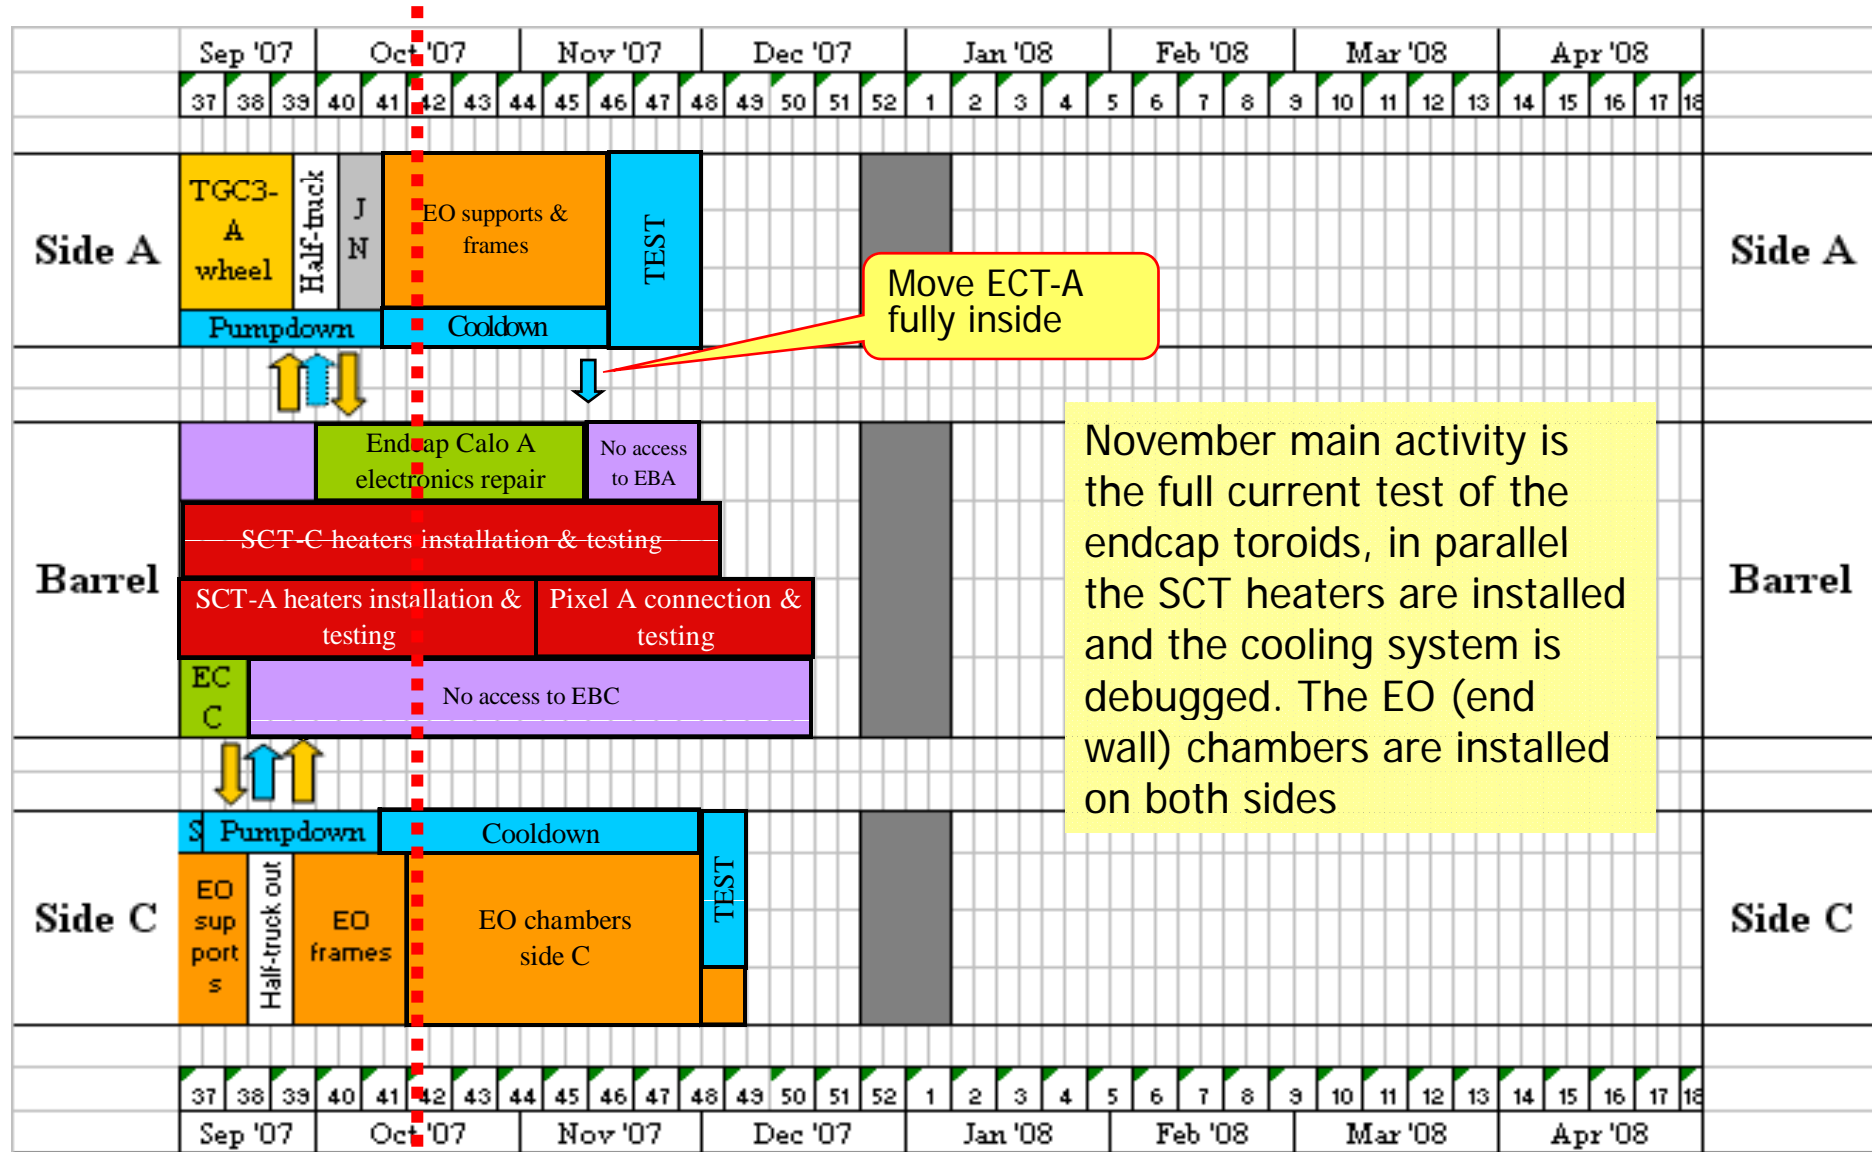 Sep '07 Oct '07 Nov '07 Dec '07 Jan '08 Feb '08 Mar '08 Apr '08
37 38 39 40 41 42 43 44 45 46 47 48 49 50 51 52 1 2 3 4 5 6 7 8 9 10 11 12 13 14 15 16 17 18
Side A
TGC3-
A
wheel
Half-truck
J
N
EO supports &
frames
TEST
Pumpdown
Cooldown
Move ECT-A
fully inside
Side A
Barrel
Endcap Calo A
electronics repair
No access
to EBA
SCT-C heaters installation & testing
SCT-A heaters installation &
testing
Pixel A connection &
testing
EC
C
No access to EBC
November main activity is
the full current test of the
endcap toroids, in parallel
the SCT heaters are installed
and the cooling system is
debugged. The EO (end
wall) chambers are installed
on both sides
Barrel
Side C
S
Pumpdown
Cooldown
EO
sup
port
s
Half-truck out
EO
frames
EO chambers
side C
TEST
Side C
37 38 39 40 41 42 43 44 45 46 47 48 49 50 51 52 1 2 3 4 5 6 7 8 9 10 11 12 13 14 15 16 17 18
Sep '07 Oct '07 Nov '07 Dec '07 Jan '08 Feb '08 Mar '08 Apr '08